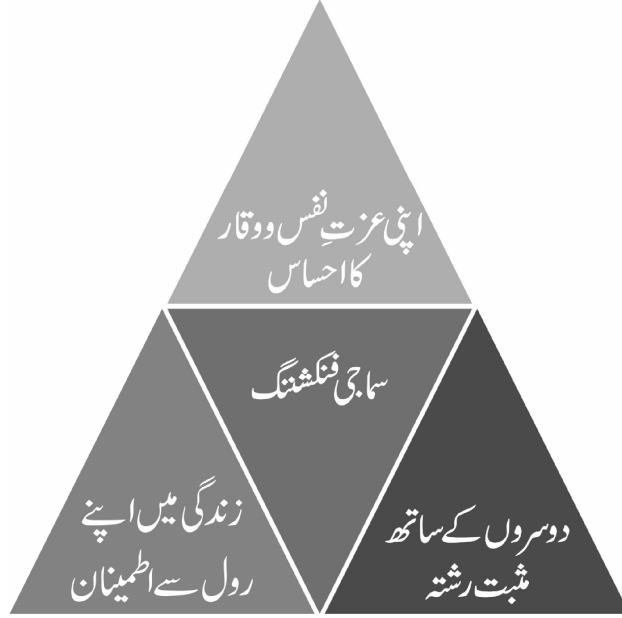 اپنی عزتِ نفس و وقار
کا احساس
سماجی فنکشننگ
زندگی میں اپنے
رول سے اطمینان
دوسروں کے ساتھ
مثبت رشتہ